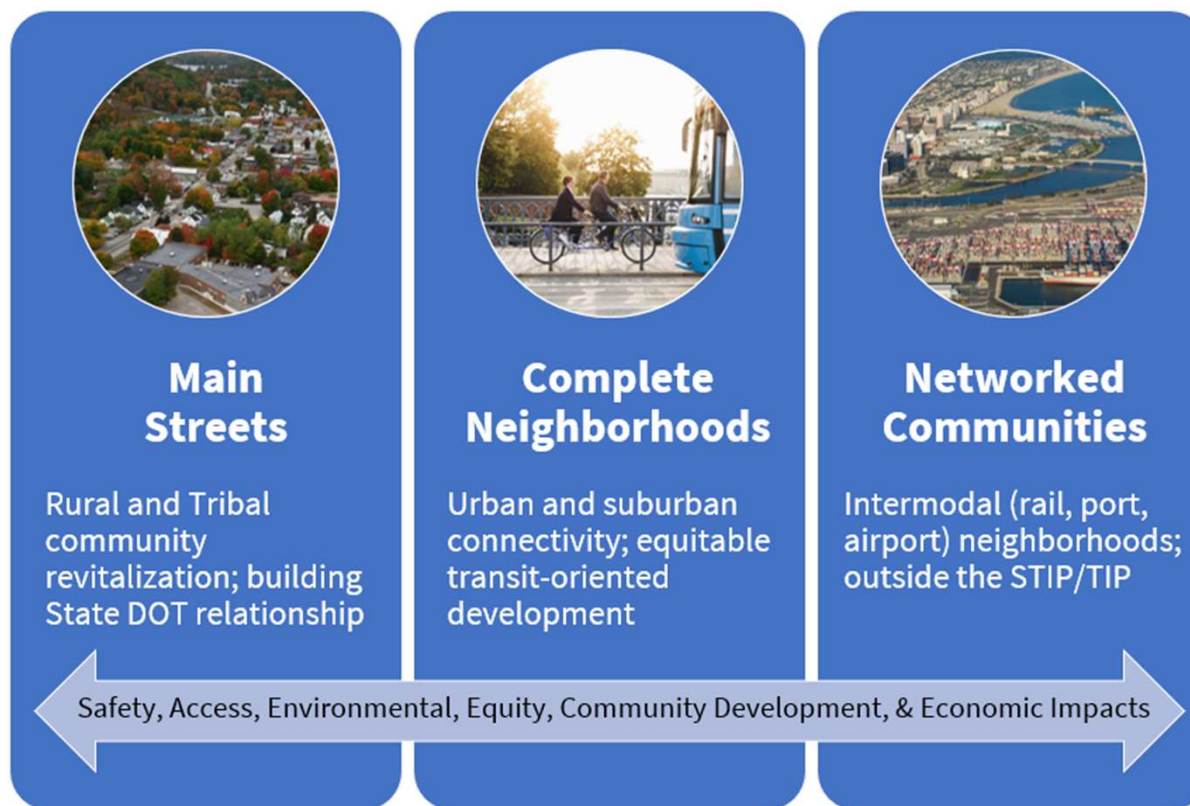 Main
Streets
Rural and Tribal
community
revitalization; building
State DOT relationship
Complete
Neighborhoods
Urban and suburban
connectivity; equitable
transit-oriented
development
Networked
Communities
Intermodal (rail, port,
airport) neighborhoods;
outside the STIP/TIP
Safety, Access, Environmental, Equity, Community Development, & Economic Impacts